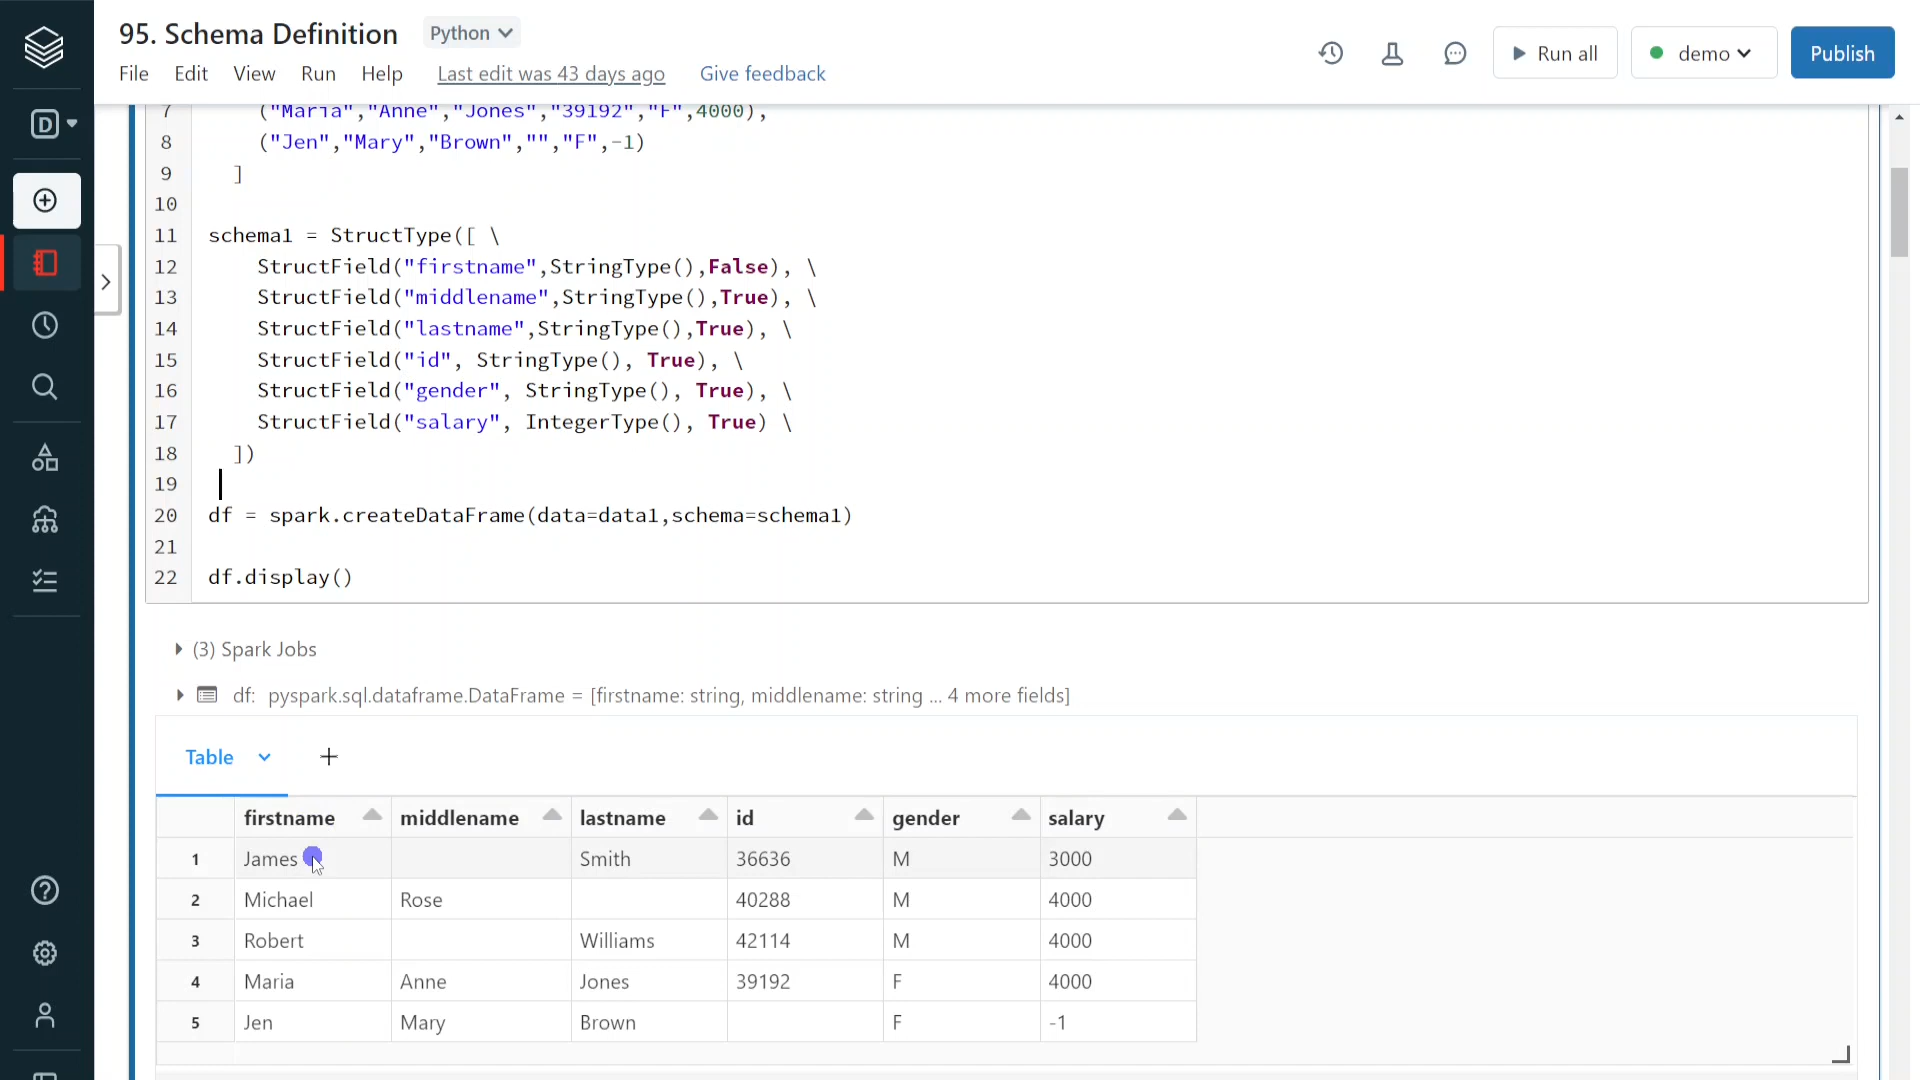 95. Schema Definition
Python
File Edit View Run Help Last edit was 43 days ago Give feedback
Run all
demo
Publish
D
7 ("Maria","Anne","Jones","39192","F",4000),
8 ("Jen","Mary","Brown","","F",-1)
9 ]
10
11 schema1 = StructType([ \
12 StructField("firstname",StringType(),False), \
13 StructField("middlename",StringType(),True), \
14 StructField("lastname",StringType(),True), \
15 StructField("id", StringType(), True), \
16 StructField("gender", StringType(), True), \
17 StructField("salary", IntegerType(), True) \
18 ])
19
20 df = spark.createDataFrame(data=data1,schema=schema1)
21
22 df.display()
(3) Spark Jobs
df: pyspark.sql.dataframe.DataFrame = [firstname: string, middlename: string ... 4 more fields]
Table +
firstname middlename lastname id gender salary
1 James Smith 36636 M 3000
2 Michael Rose 40288 M 4000
3 Robert Williams 42114 M 4000
4 Maria Anne Jones 39192 F 4000
5 Jen Mary Brown F -1